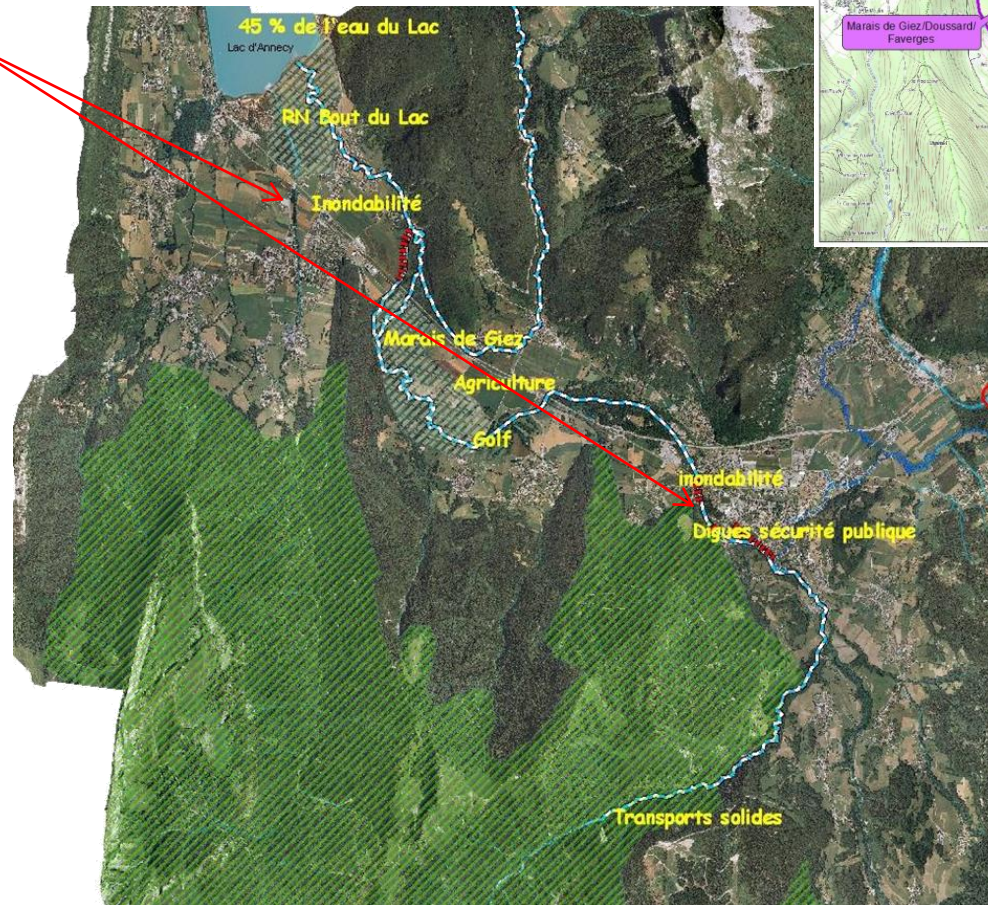 45 % de l'eau du Lac
Lac d'Annecy
Marais de Giez/Doussard/
Faverges
RN Bout du Lac
Inondabilité
Marais de Giez
Agriculture
Golf
inondabilité
Digues sécurité publique
Transports solides